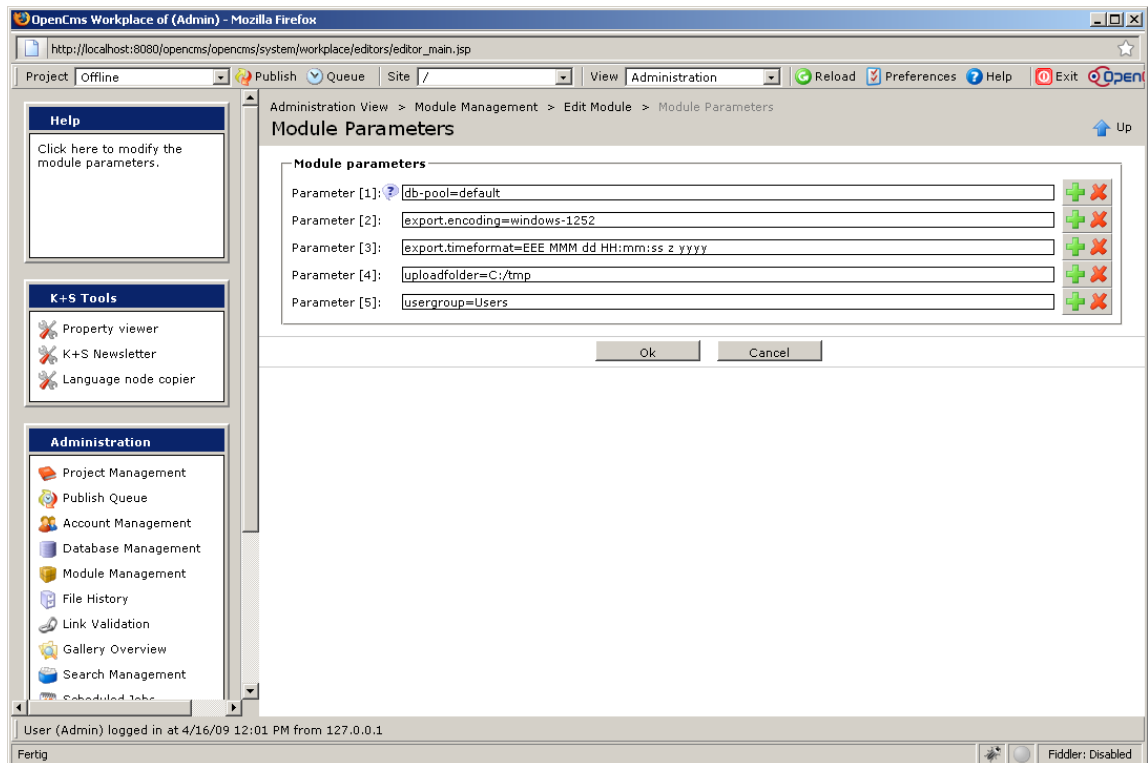 OpenCms Workplace of (Admin) - Mozilla Firefox
http://localhost:8080/opencms/opencms/system/workplace/editors/editor_main.jsp
Project Offline Publish Queue Site / View Administration Reload Preferences Help Exit OpenC
Administration View > Module Management > Edit Module > Module Parameters
Module Parameters
Up
Help
Click here to modify the
module parameters.
K+S Tools
Property viewer
K+S Newsletter
Language node copier
Administration
Project Management
Publish Queue
Account Management
Database Management
Module Management
File History
Link Validation
Gallery Overview
Search Management
Scheduled Jobs
Module parameters
Parameter [1]: ? db-pool=default
Parameter [2]: export.encoding=windows-1252
Parameter [3]: export.timeformat=EEE MMM dd HH:mm:ss z yyyy
Parameter [4]: uploadfolder=C:/tmp
Parameter [5]: usergroup=Users
Ok Cancel
User (Admin) logged in at 4/16/09 12:01 PM from 127.0.0.1
Fertig
Fiddler: Disabled